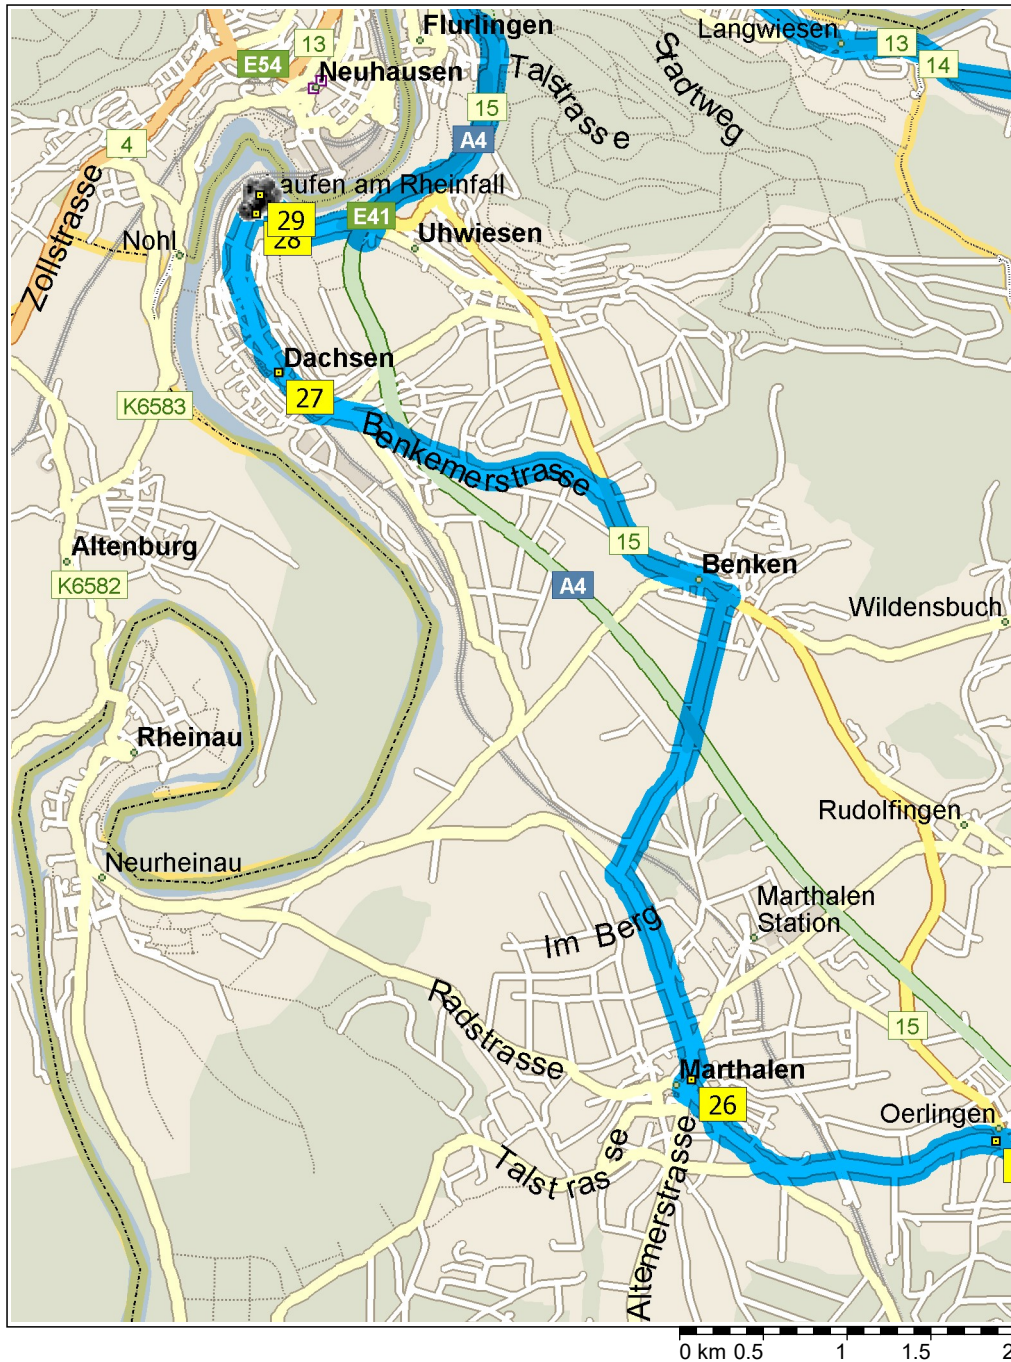 Flurlingen
Langwiesen
13
13
E54
14
Neuhausen
Talstrasse
Stadtweg
15
4
A4
aufen am Rheinfall
Zollstrasse
29
E41
28
Nohl
Uhwiesen
Dachsen
27
K6583
Benkemerstrasse
15
Altenburg
Benken
K6582
A4
Wildensbuch
Rheinau
Rudolfingen
Neurheinau
Marthalen
Station
Im Berg
Radstrasse
15
Marthalen
26
Oerlingen
Talstrasse
Altemerstrasse
0 km 0.5 1 1.5 2